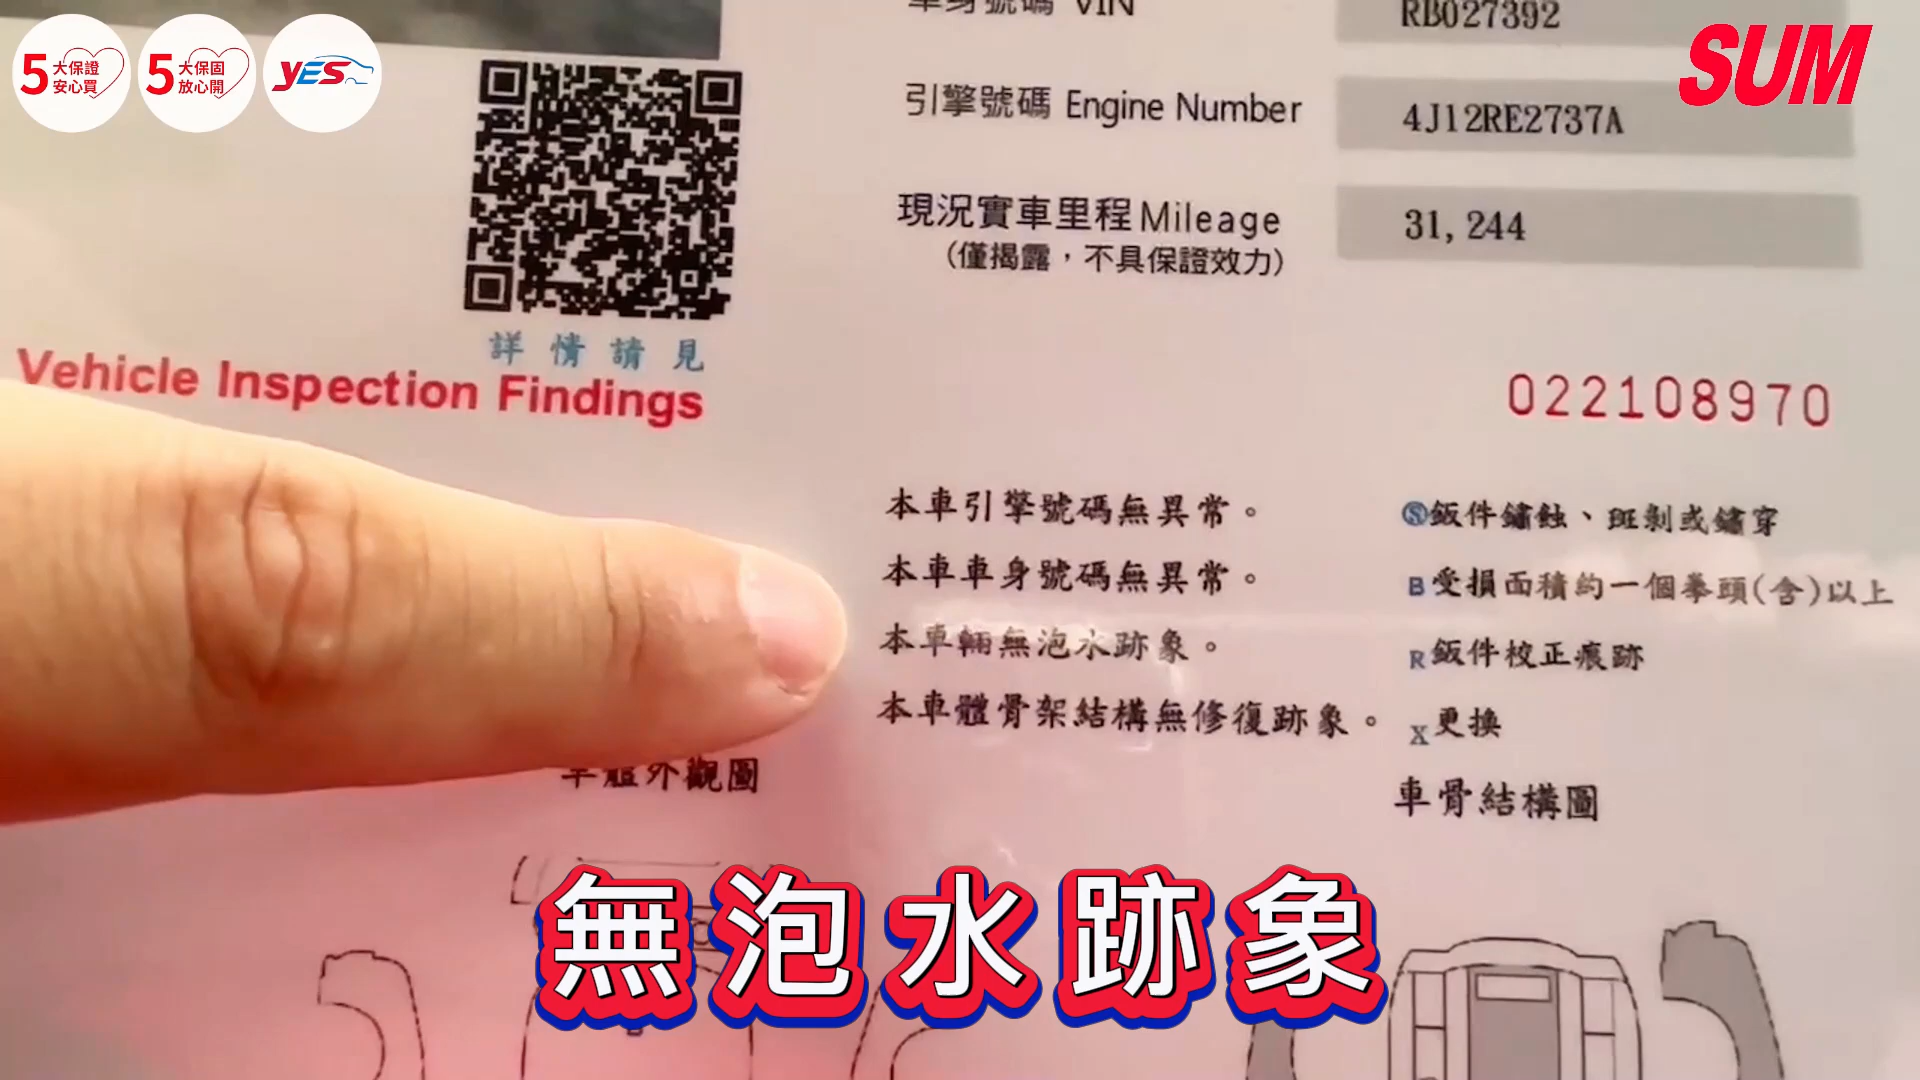 5大保證
安心買
5大保固
放心開
YES
SUM
車身號碼 VIN
RB027392
引擎號碼 Engine Number
4J12RE2737A
現況實車里程Mileage
31,244
(僅揭露，不具保證效力)
詳情請見
Vehicle Inspection Findings
022108970
本車引擎號碼無異常。
Ⓢ鈑件鏽蝕、斑剝或鏽穿
本車車身號碼無異常。
B受損面積約一個拳頭(含)以上
本車輛無泡水跡象。
R鈑件校正痕跡
本車體骨架結構無修復跡象。
X更換
車體外觀圖
車骨結構圖
無泡水跡象